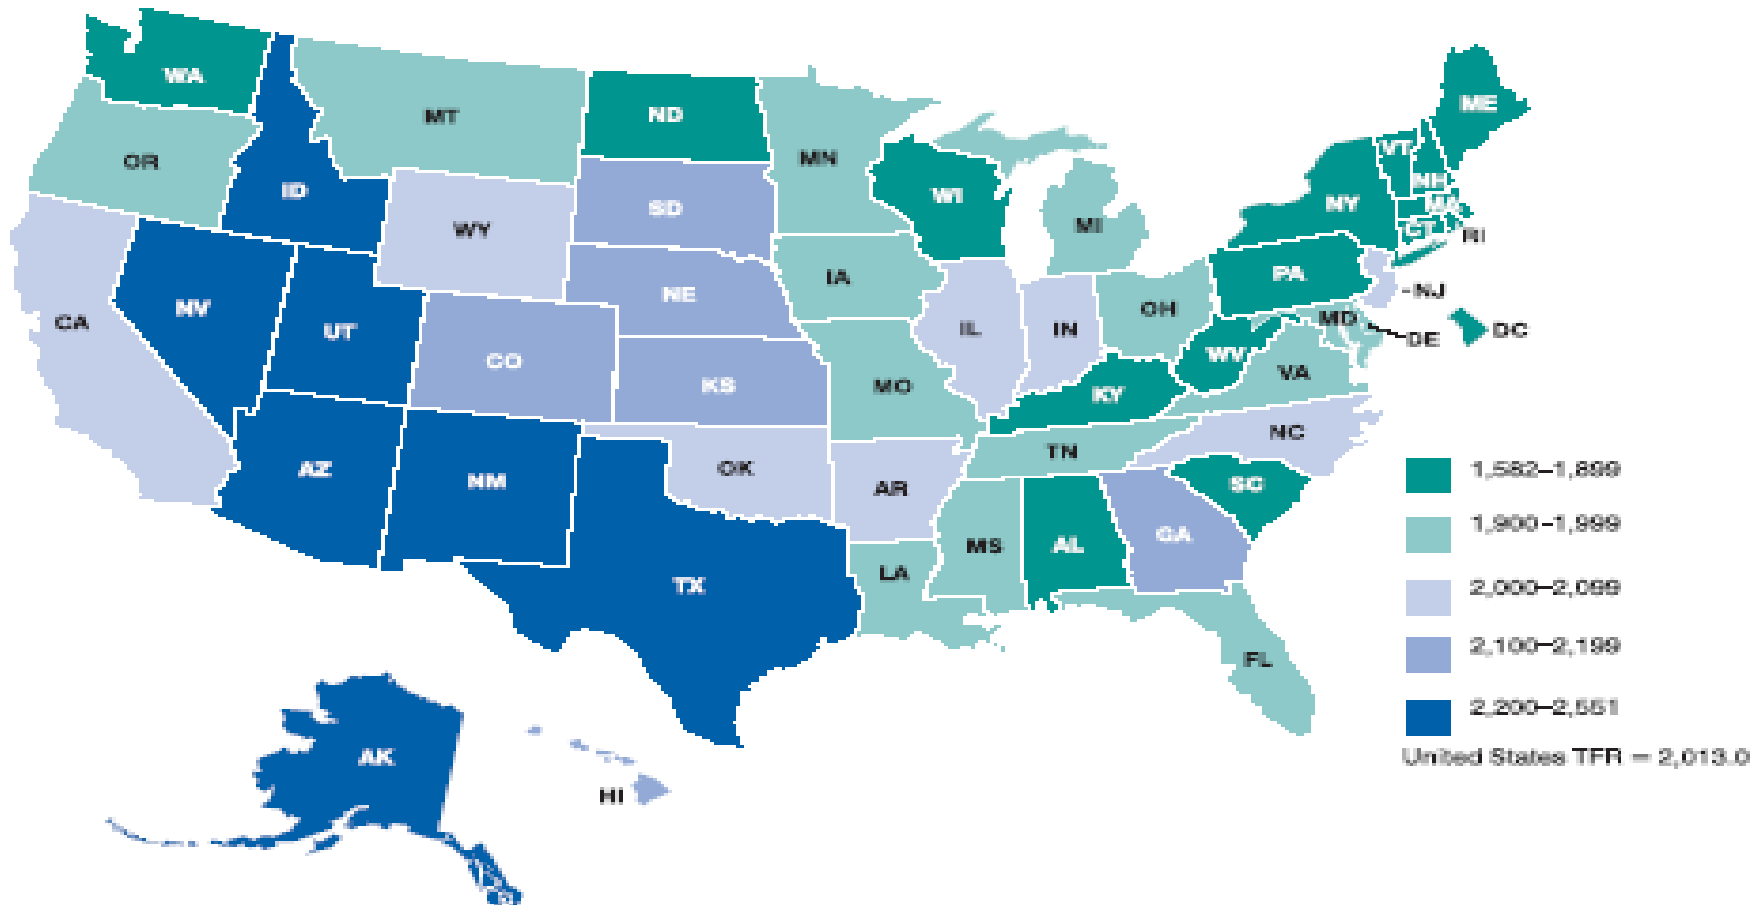 WA
ME
MT
ND
VT
OR
MN
NH
ID
WI
NY
MA
SD
MI
CT
WY
RI
IA
PA
NE
NJ
NV
OH
CA
UT
IL
IN
MD
DC
DE
CO
WV
VA
KS
MO
KY
NC
TN
AZ
OK
NM
AR
SC
GA
MS
AL
LA
TX
FL
AK
HI
1,582–1,899
1,900–1,999
2,000–2,099
2,100–2,199
2,200–2,551
United States TFR = 2,013.0